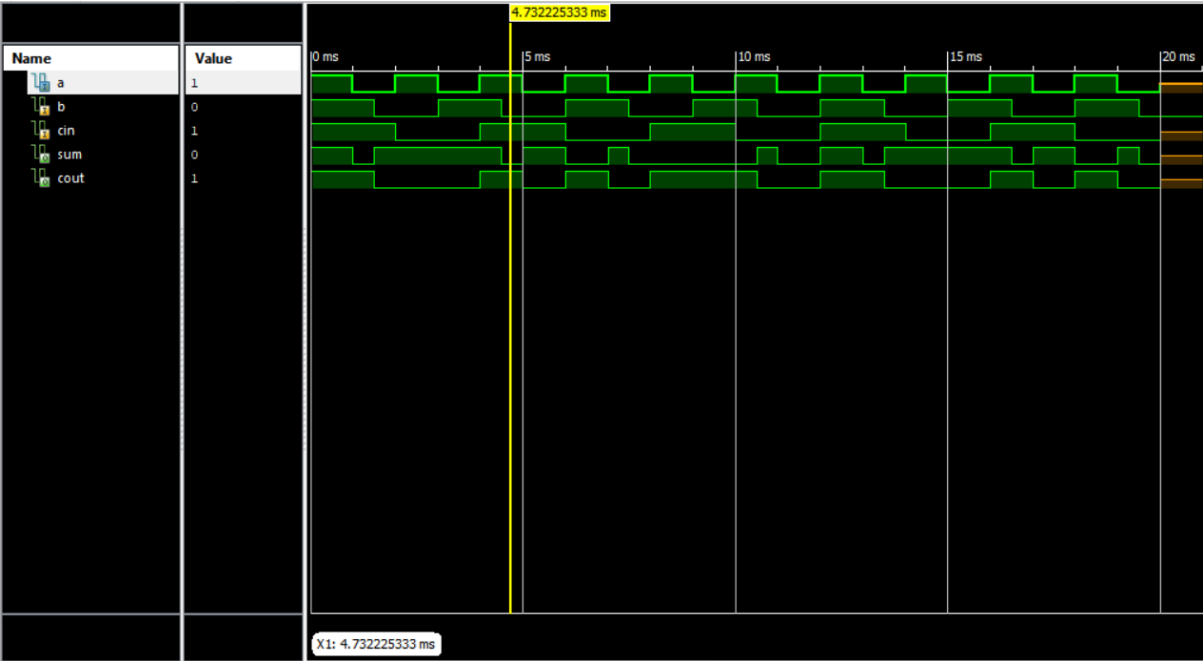 4.732225333 ms
Name Value
0 ms 5 ms 10 ms 15 ms 20 ms
a 1
b 0
cin 1
sum 0
cout 1
X1: 4.732225333 ms